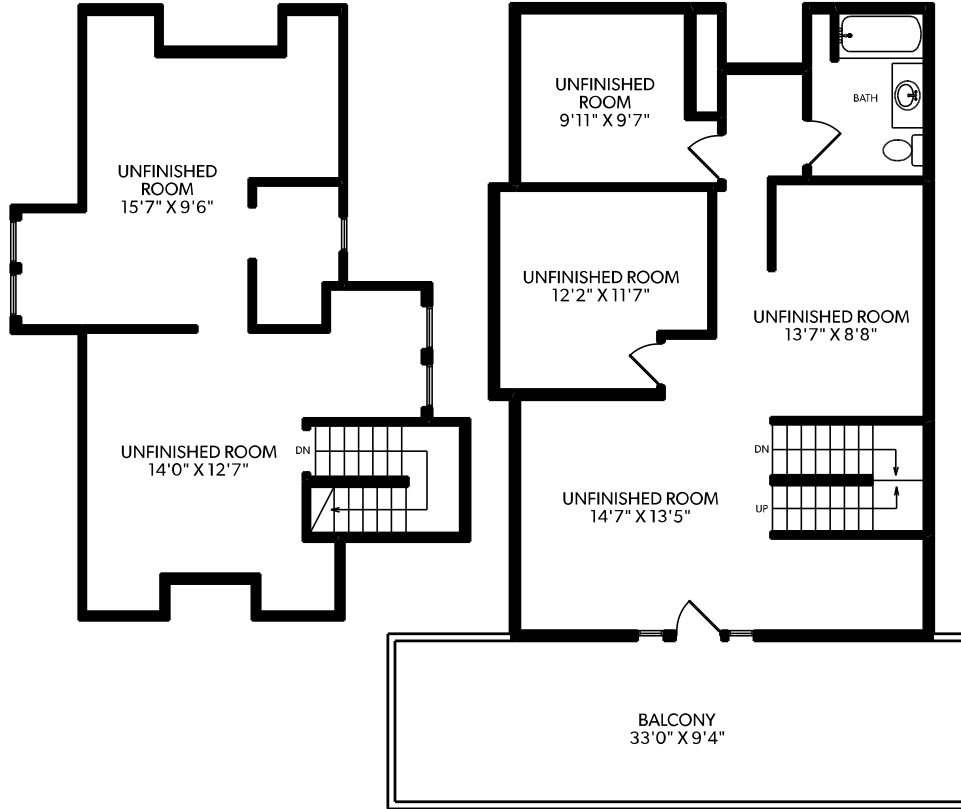 UNFINISHED
ROOM
15'7" X 9'6"
DN
UNFINISHED ROOM
14'0" X 12'7"
UNFINISHED
ROOM
9'11" X 9'7"
BATH
UNFINISHED ROOM
12'2" X 11'7"
UNFINISHED ROOM
13'7" X 8'8"
DN
UP
UNFINISHED ROOM
14'7" X 13'5"
BALCONY
33'0" X 9'4"